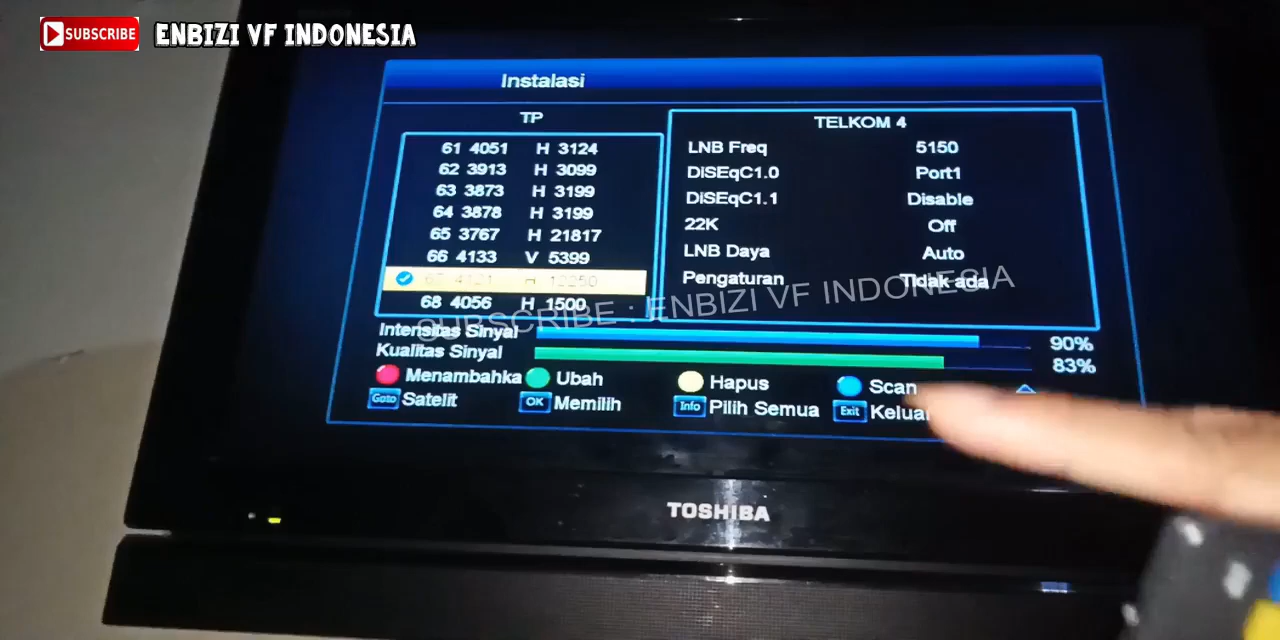 SUBSCRIBE ENBIZI VF INDONESIA
Instalasi
TP
61 4051 H 3124
62 3913 H 3099
63 3873 H 3199
64 3878 H 3199
65 3767 H 21817
66 4133 V 5399
H
68 4056 H 1500
TELKOM 4
LNB Freq 5150
DiSEqC1.0 Port1
DiSEqC1.1 Disable
22K Off
LNB Daya Auto
Pengaturan Tidak ada
SUBSCRIBE : ENBIZI VF INDONESIA
Intensitas Sinyal 90%
Kualitas Sinyal 83%
Menambahka Ubah Hapus Scan
Goto Satelit OK Memilih Info Pilih Semua Exit Keluar
TOSHIBA